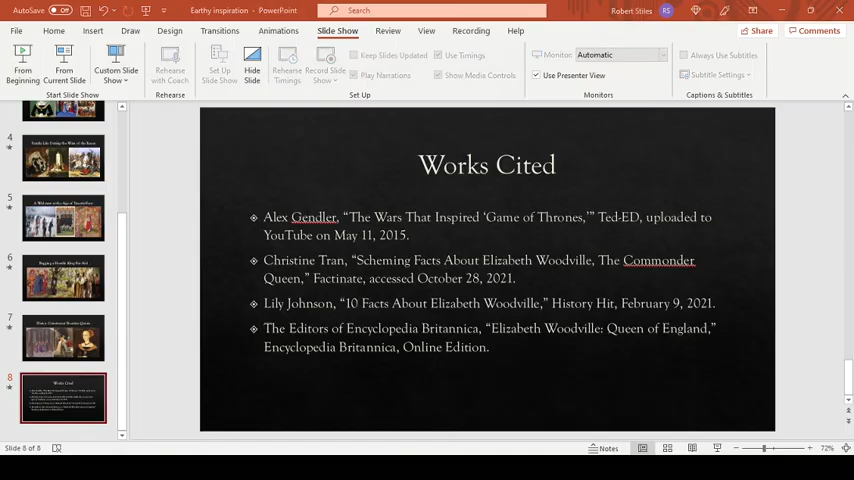 AutoSave Off Earthy inspiration - PowerPoint Search Robert Stiles RS
File Home Insert Draw Design Transitions Animations Slide Show Review View Recording Help Share Comments
From Beginning
From Current Slide
Custom Slide Show
Rehearse with Coach
Set Up Slide Show
Hide Slide
Rehearse Timings
Record Slide Show
Keep Slides Updated
Play Narrations
Use Timings
Show Media Controls
Monitor: Automatic
Use Presenter View
Always Use Subtitles
Subtitle Settings
Start Slide Show Rehearse Set Up Monitors Captions & Subtitles
4
5
6
7
8
Works Cited
Works Cited
Alex Gendler, “The Wars That Inspired ‘Game of Thrones,’” Ted-ED, uploaded to
YouTube on May 11, 2015.
Christine Tran, “Scheming Facts About Elizabeth Woodville, The Commonder
Queen,” Factinate, accessed October 28, 2021.
Lily Johnson, “10 Facts About Elizabeth Woodville,” History Hit, February 9, 2021.
The Editors of Encyclopedia Britannica, “Elizabeth Woodville: Queen of England,”
Encyclopedia Britannica, Online Edition.
Slide 8 of 8 Notes 72%